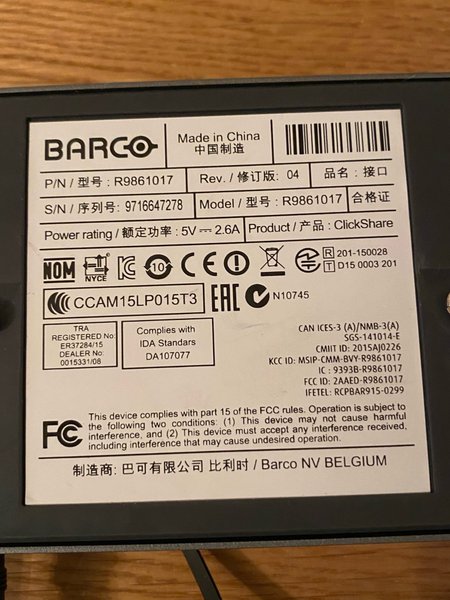 BARCO
Made in China
中国制造
P/N / 型号: R9861017
Rev. / 修订版: 04
品名: 接口
S/N / 序列号: 9716647278
Model / 型号: R9861017
合格证
Power rating / 额定功率: 5V ⎓ 2.6A
Product / 产品: ClickShare
NOM
NYCE
10
CE
R 201-150028
T D15 0003 201
CCAM15LP015T3
EAC
N10745
TRA
REGISTERED No:
ER37284/15
DEALER No:
0015331/08
Complies with
IDA Standars
DA107077
CAN ICES-3 (A)/NMB-3(A)
SGS-141014-E
CMIIT ID: 2015AJ0226
KCC ID: MSIP-CMM-BVY-R9861017
IC : 9393B-R9861017
FCC ID: 2AAED-R9861017
IFETEL: RCPBAR915-0299
FC
This device complies with part 15 of the FCC rules. Operation is subject to
the following two conditions: (1) This device may not cause harmful
interference, and (2) This device must accept any interference received,
including interference that may cause undesired operation.
制造商: 巴可有限公司 比利时 / Barco NV BELGIUM